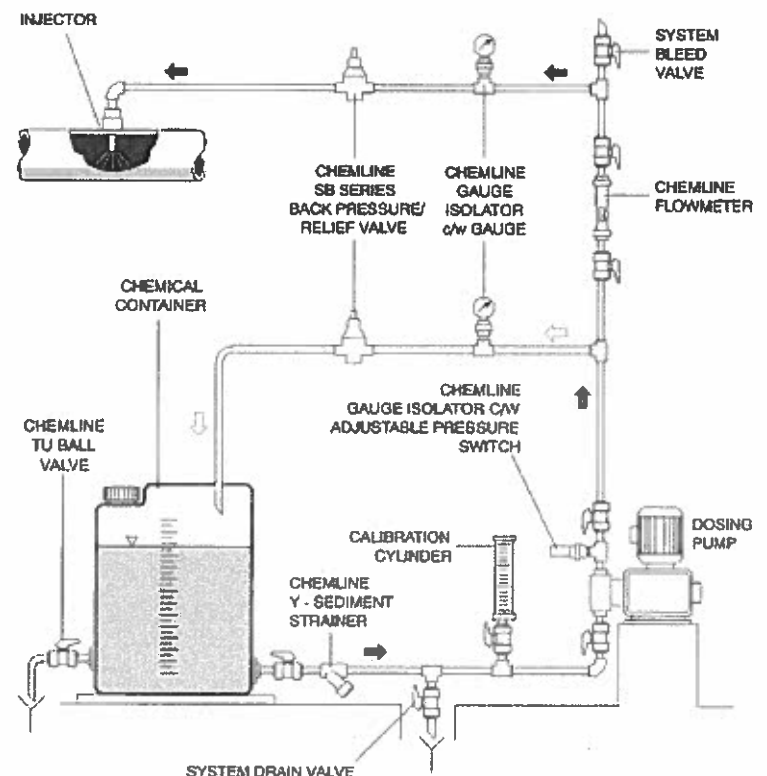 INJECTOR
SYSTEM
BLEED
VALVE
CHEMLINE
SB SERIES
BACK PRESSURE/
RELIEF VALVE
CHEMLINE
GAUGE
ISOLATOR
c/w GAUGE
CHEMLINE
FLOWMETER
CHEMICAL
CONTAINER
CHEMLINE
TU BALL
VALVE
CHEMLINE
GAUGE ISOLATOR C/W
ADJUSTABLE PRESSURE
SWITCH
CALIBRATION
CYLINDER
DOSING
PUMP
CHEMLINE
Y - SEDIMENT
STRAINER
SYSTEM DRAIN VALVE